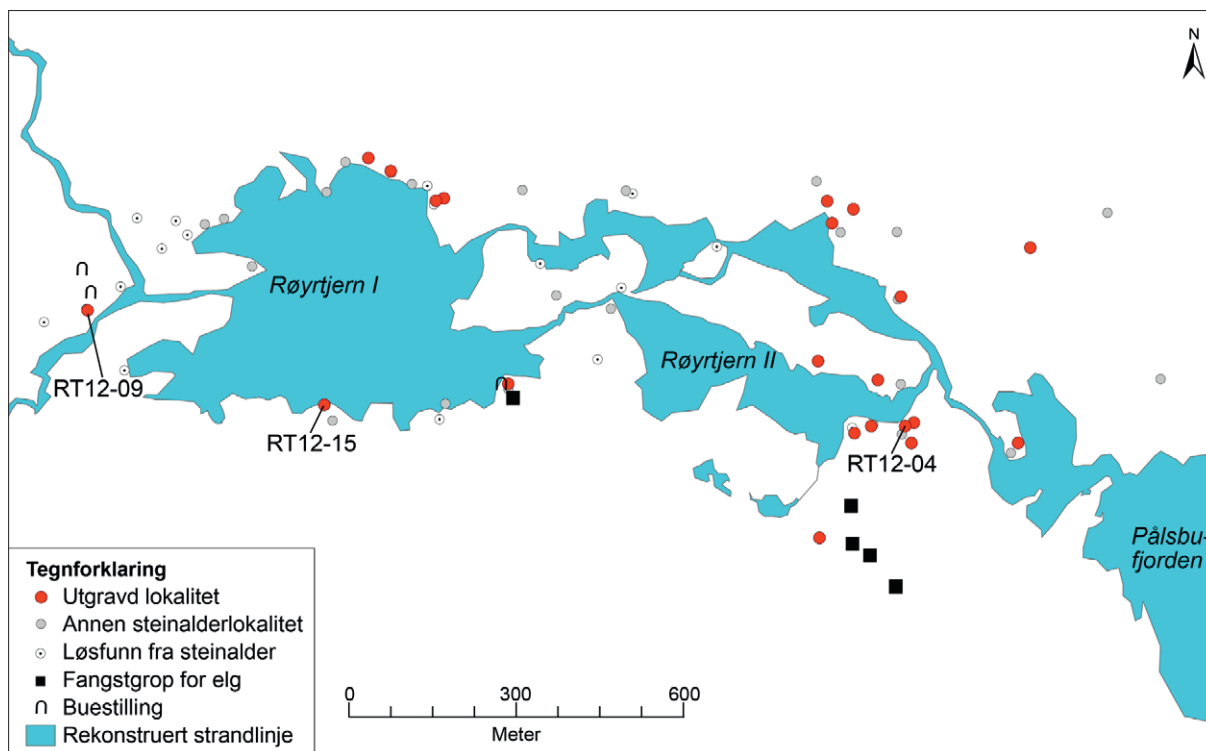 N
Røyrtjern I
RT12-09
RT12-15
Røyrtjern II
RT12-04
Pålsbu-
fjorden
Tegnforklaring
Utgravd lokalitet
Annen steinalderlokalitet
Løsfunn fra steinalder
Fangstgrop for elg
Buestilling
Rekonstruert strandlinje
0 300 600
Meter